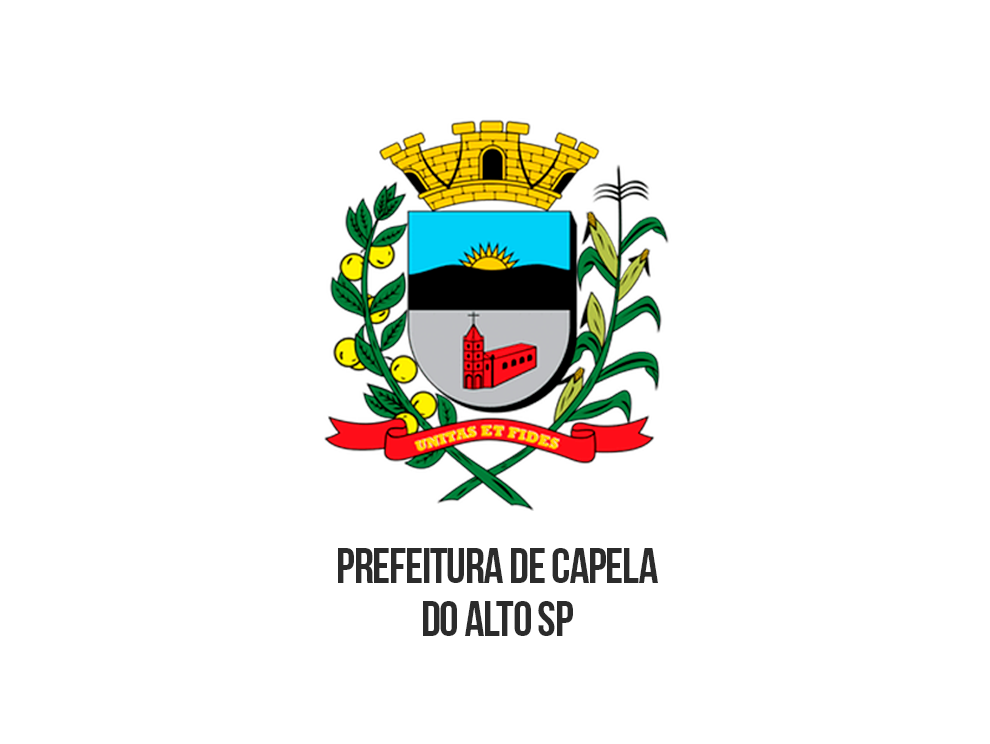 UNITAS ET FIDES
PREFEITURA DE CAPELA
DO ALTO SP